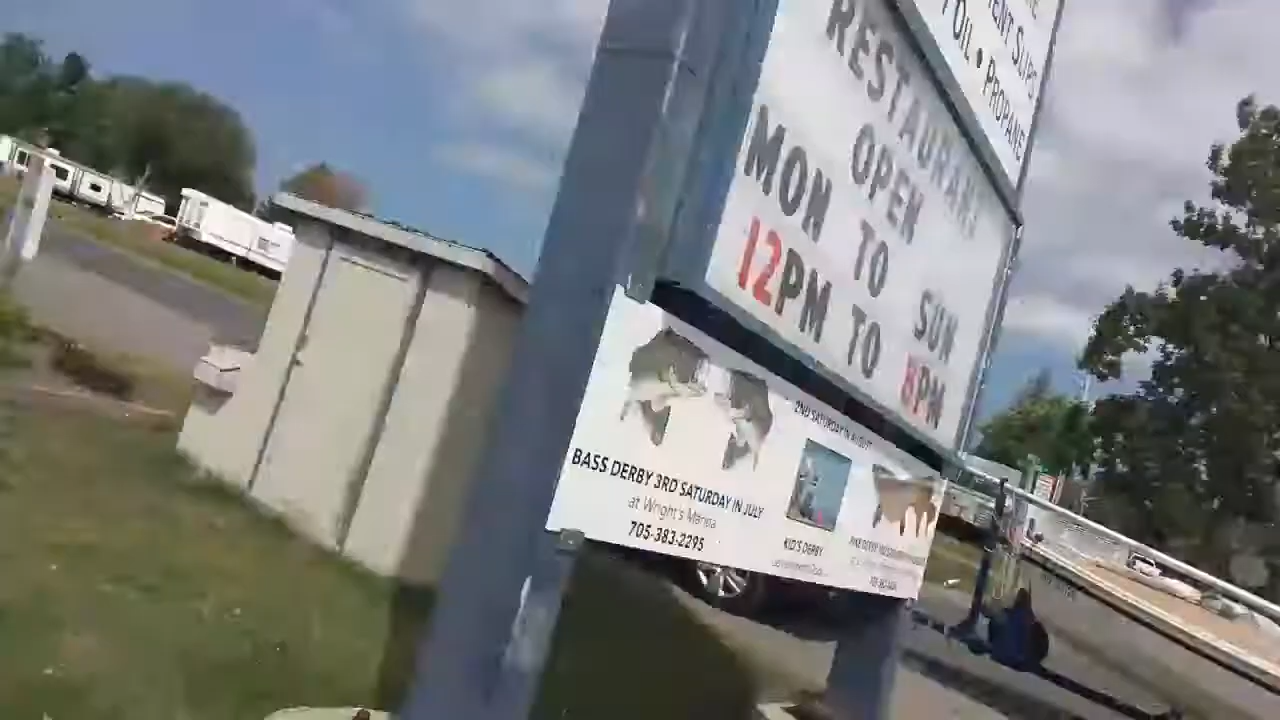 SLIPS
OIL • PROPANE
RESTAURANT
OPEN
MON TO SUN
12PM TO 8PM
BASS DERBY 3RD SATURDAY IN JULY
at Wright's Marina
705-383-2295
2ND SATURDAY IN AUGUST
KID'S DERBY